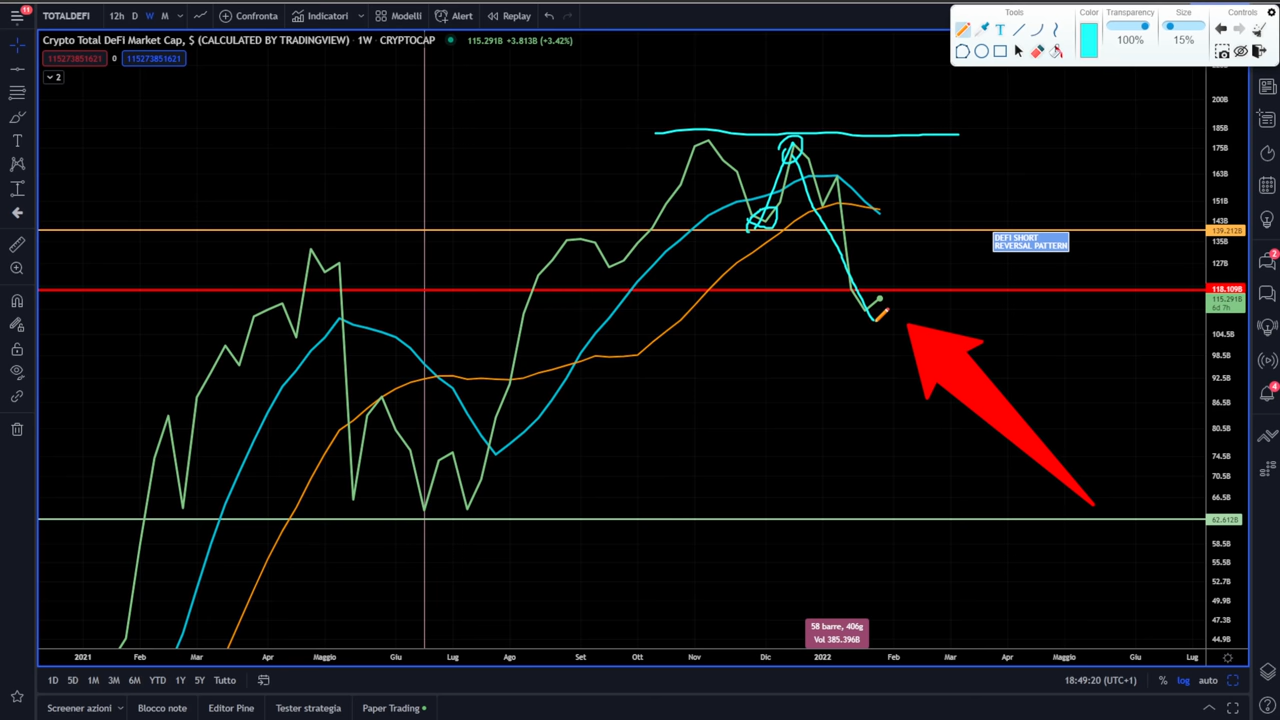 11
TOTALDEFI 12h D W M Confronta Indicatori Modelli Alert Replay
Tools Color Transparency Size Controls
100% 15%
Crypto Total DeFi Market Cap, $ (CALCULATED BY TRADINGVIEW) · 1W · CRYPTOCAP 115.291B +3.813B (+3.42%)
115273851621 0 115273851621
2
200B
185B
175B
163B
151B
143B
139.212B
135B
127B
118.109B
115.291B
6d 7h
104.5B
98.5B
92.5B
86.5B
80.5B
74.5B
70.5B
66.5B
62.612B
58.5B
55.5B
52.7B
49.9B
47.3B
44.9B
DEFI SHORT
REVERSAL PATTERN
2
4
58 barre, 406g
Vol 385.396B
2021 Feb Mar Apr Maggio Giu Lug Ago Set Ott Nov Dic 2022 Feb Mar Apr Maggio Giu Lug
1D 5D 1M 3M 6M YTD 1Y 5Y Tutto 18:49:20 (UTC+1) % log auto
Screener azioni Blocco note Editor Pine Tester strategia Paper Trading